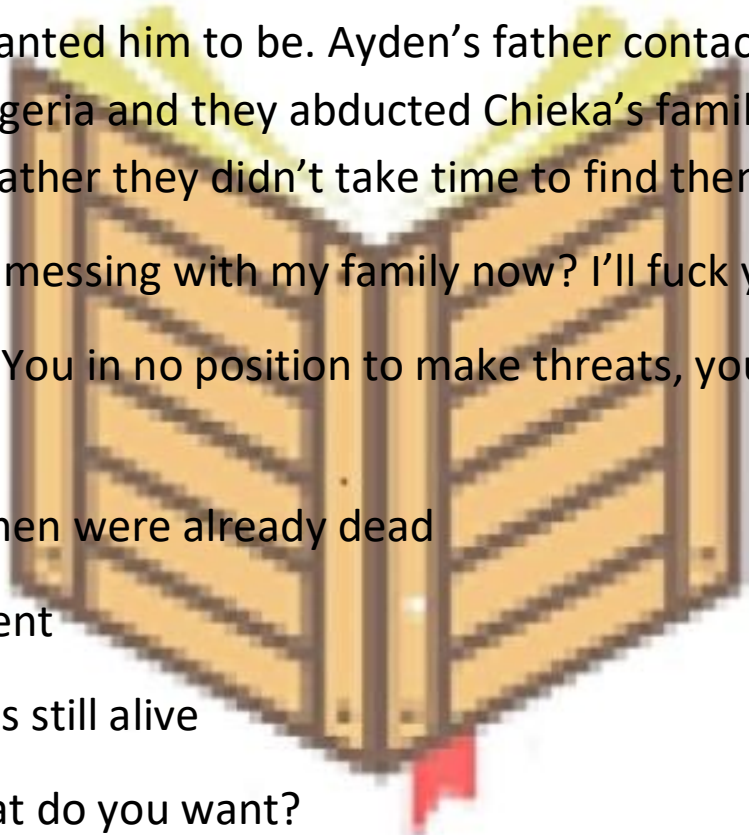 anted him to be. Ayden’s father contac
geria and they abducted Chieka’s famil
ather they didn’t take time to find then
messing with my family now? I’ll fuck y
You in no position to make threats, you
nen were already dead
ent
s still alive
at do you want?